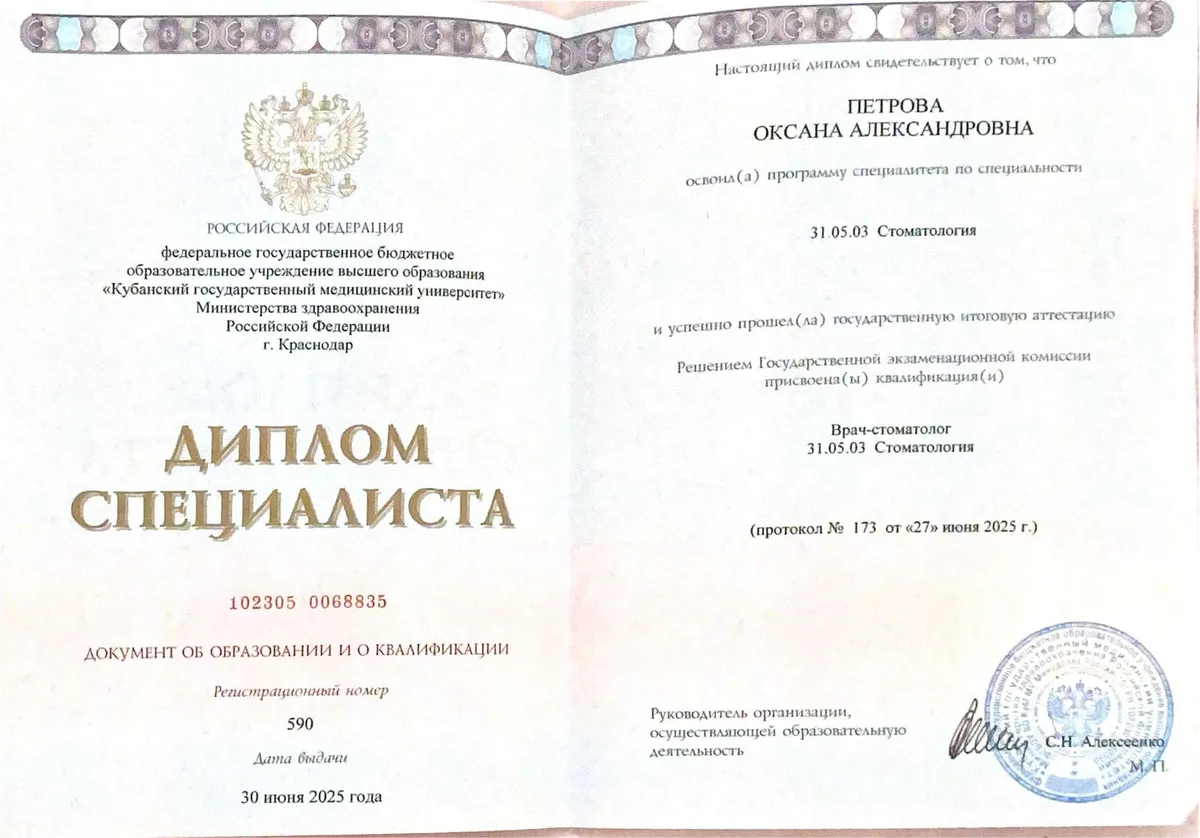 РОССИЙСКАЯ ФЕДЕРАЦИЯ
федеральное государственное бюджетное
образовательное учреждение высшего образования
«Кубанский государственный медицинский университет»
Министерства здравоохранения
Российской Федерации
г. Краснодар
ДИПЛОМ
СПЕЦИАЛИСТА
102305 0068835
ДОКУМЕНТ ОБ ОБРАЗОВАНИИ И О КВАЛИФИКАЦИИ
Регистрационный номер
590
Дата выдачи
30 июня 2025 года
Настоящий диплом свидетельствует о том, что
ПЕТРОВА
ОКСАНА АЛЕКСАНДРОВНА
освоил(а) программу специалитета по специальности
31.05.03 Стоматология
и успешно прошел(ла) государственную итоговую аттестацию
Решением Государственной экзаменационной комиссии
присвоена(ы) квалификация(и)
Врач-стоматолог
31.05.03 Стоматология
(протокол № 173 от «27» июня 2025 г.)
Руководитель организации,
осуществляющей образовательную
деятельность
С.Н. Алексеенко
М.П.